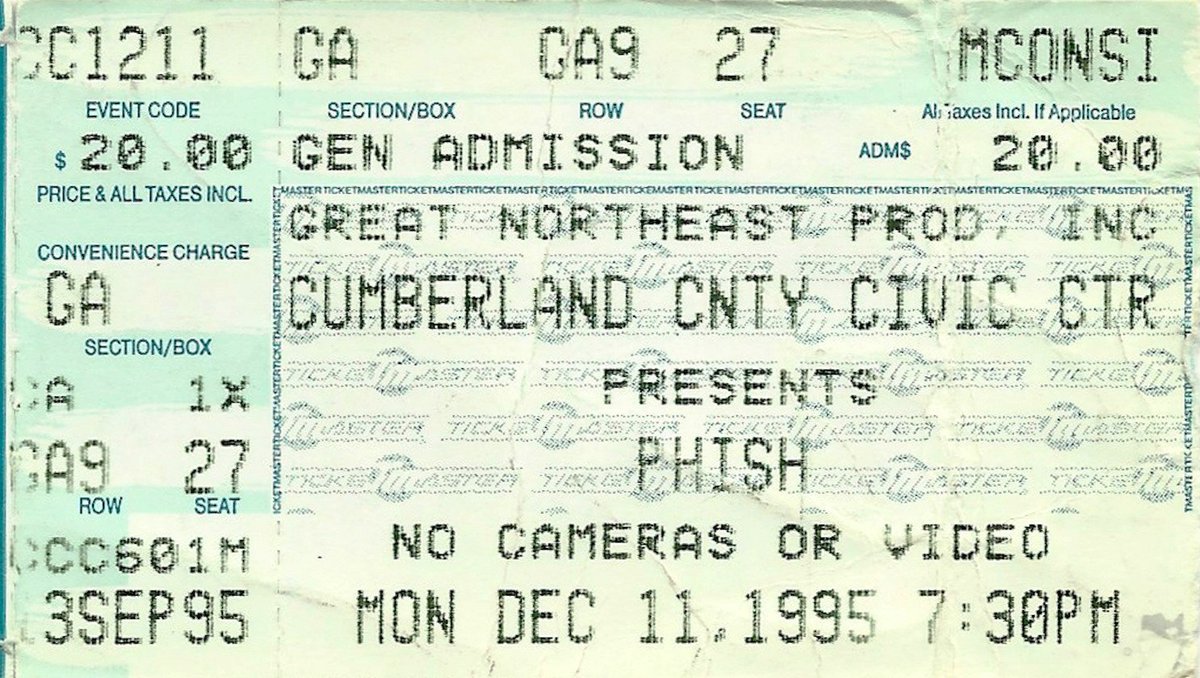 CC1211 GA GA9 27 MCONSI
EVENT CODE SECTION/BOX ROW SEAT All Taxes Incl. If Applicable
$ 20.00 GEN ADMISSION ADM$ 20.00
PRICE & ALL TAXES INCL.
GREAT NORTHEAST PROD, INC
CONVENIENCE CHARGE
GA CUMBERLAND CNTY CIVIC CTR
SECTION/BOX
CA 1X PRESENTS
GA9 27 PHISH
ROW SEAT
CCC601M NO CAMERAS OR VIDEO
3SEP95 MON DEC 11,1995 7:30PM